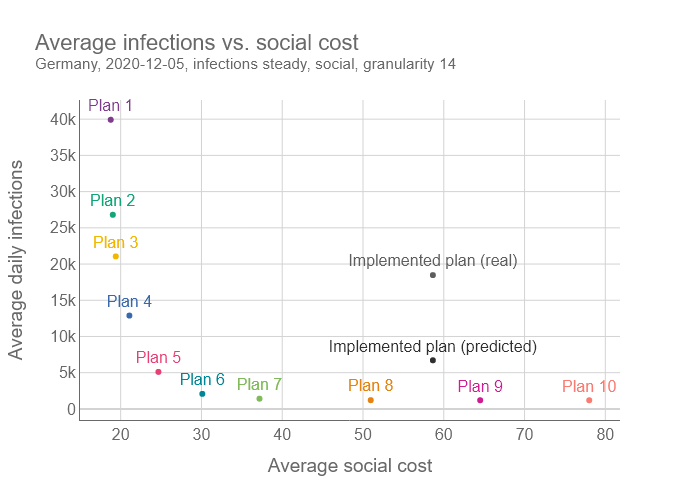 Average infections vs. social cost
Germany, 2020-12-05, infections steady, social, granularity 14
Average daily infections
40k
35k
30k
25k
20k
15k
10k
5k
0
Plan 1
Plan 2
Plan 3
Plan 4
Plan 5
Plan 6
Plan 7
Plan 8
Plan 9
Plan 10
Implemented plan (real)
Implemented plan (predicted)
20
30
40
50
60
70
80
Average social cost